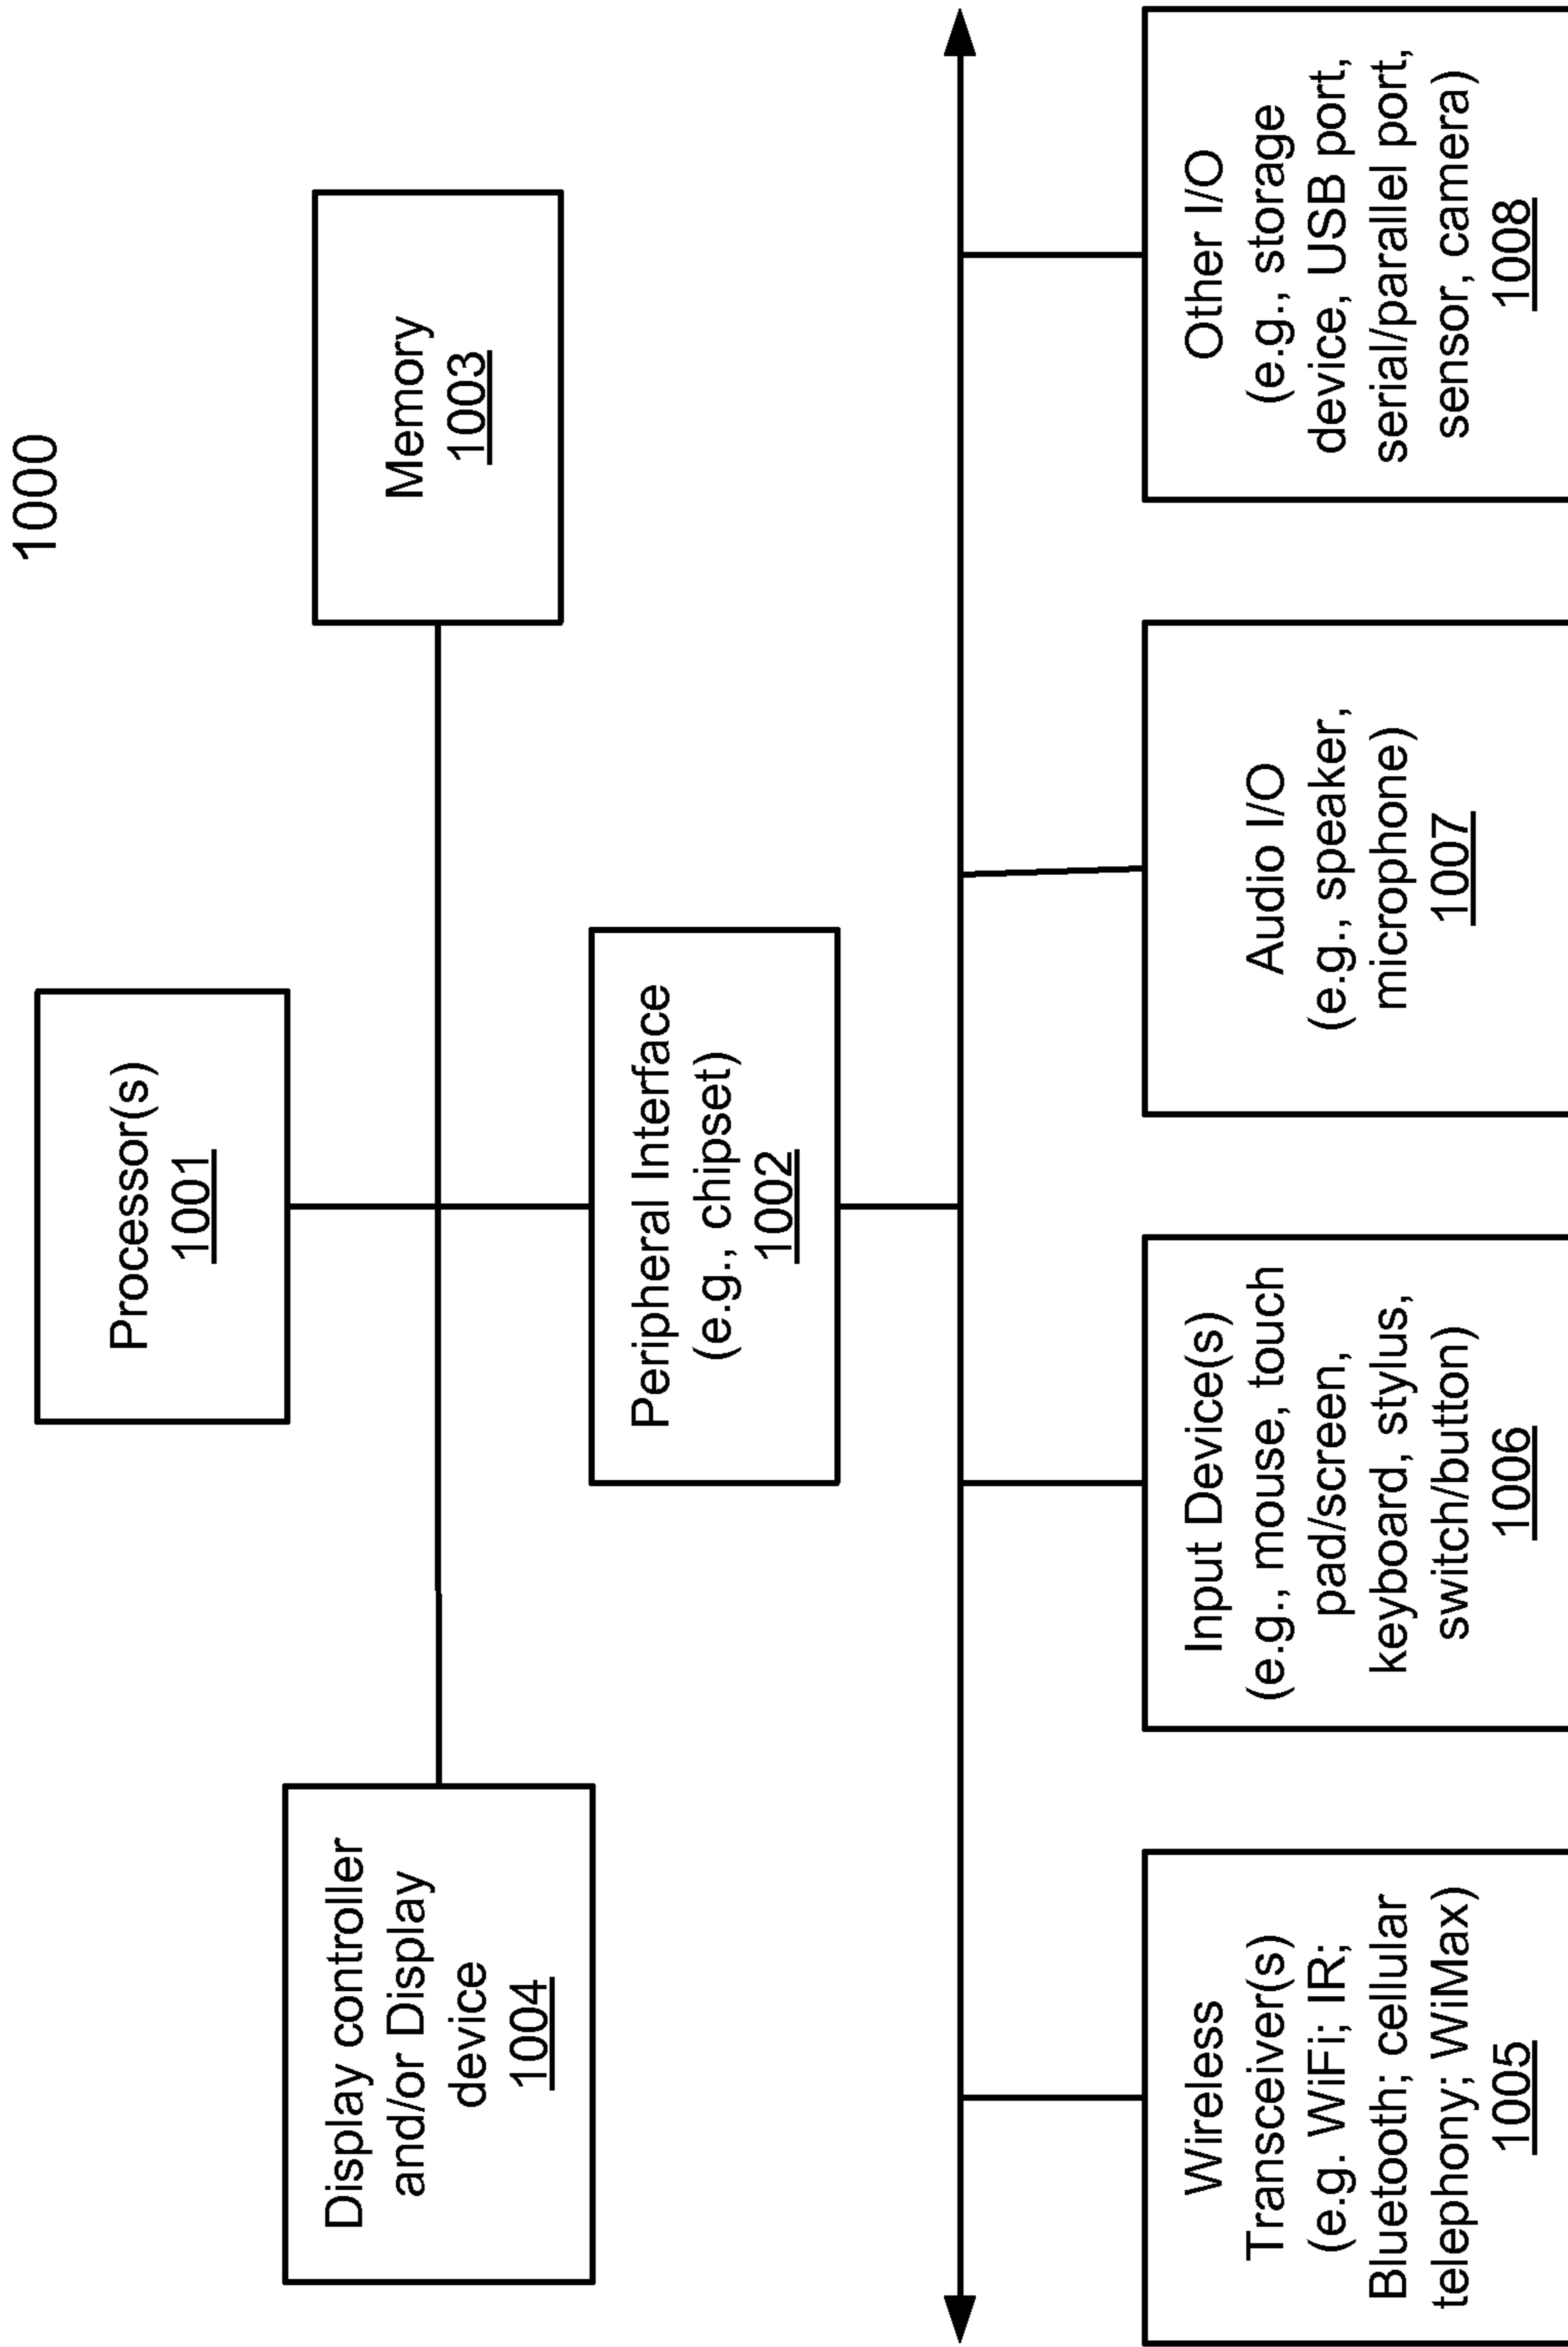 1000
Processor(s)
1001
Display controller
and/or Display
device
1004
Memory
1003
Peripheral Interface
(e.g., chipset)
1002
Wireless
Transceiver(s)
(e.g. WiFi; IR;
Bluetooth; cellular
telephony; WiMax)
1005
Input Device(s)
(e.g., mouse, touch
pad/screen,
keyboard, stylus,
switch/button)
1006
Audio I/O
(e.g., speaker,
microphone)
1007
Other I/O
(e.g., storage
device, USB port,
serial/parallel port,
sensor, camera)
1008